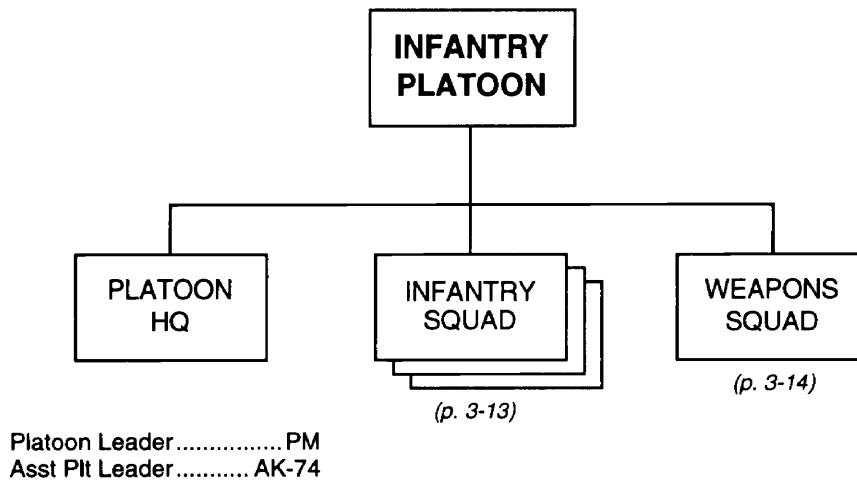 INFANTRY
PLATOON
PLATOON
HQ
INFANTRY
SQUAD
(p. 3-13)
WEAPONS
SQUAD
(p. 3-14)
Platoon Leader................PM
Asst Plt Leader...........AK-74